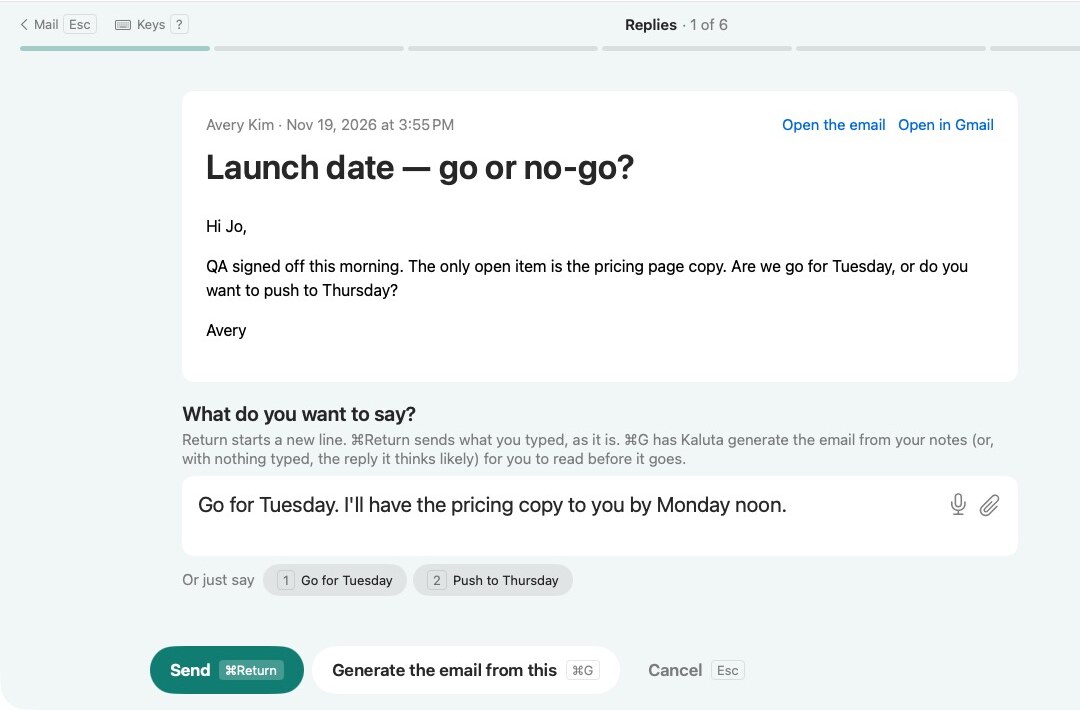 Mail Esc Keys ? Replies · 1 of 6
Avery Kim · Nov 19, 2026 at 3:55 PM Open the email Open in Gmail
Launch date — go or no-go?
Hi Jo,
QA signed off this morning. The only open item is the pricing page copy. Are we go for Tuesday, or do you
want to push to Thursday?
Avery
What do you want to say?
Return starts a new line. ⌘Return sends what you typed, as it is. ⌘G has Kaluta generate the email from your notes (or,
with nothing typed, the reply it thinks likely) for you to read before it goes.
Go for Tuesday. I'll have the pricing copy to you by Monday noon.
Or just say 1 Go for Tuesday 2 Push to Thursday
Send ⌘Return Generate the email from this ⌘G Cancel Esc